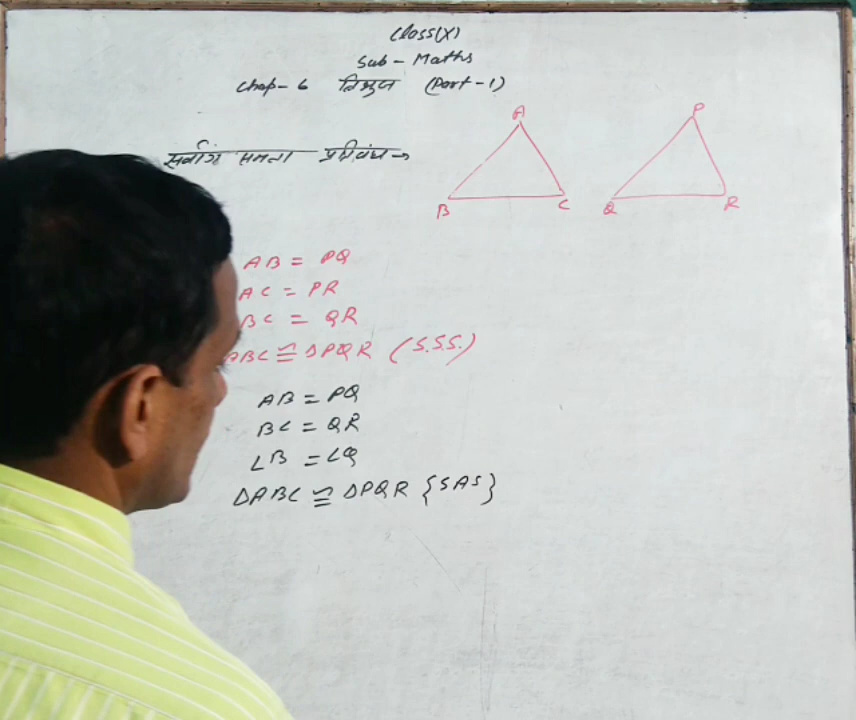 Class(X)
Sub - Maths
Chap - 6 त्रिभुज (Part - 1)
सर्वांग समता प्रतिबंध →
A
B C
P
Q R
AB = PQ
AC = PR
BC = QR
ABC ≅ ΔPQR (S.S.S.)
AB = PQ
BC = QR
∠B = ∠Q
ΔABC ≅ ΔPQR {SAS}